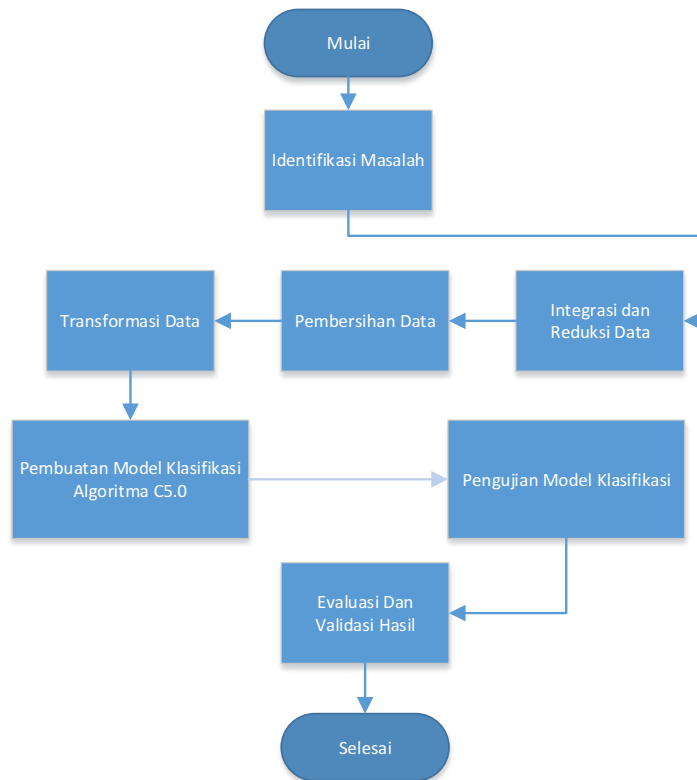 Mulai
Identifikasi Masalah
Integrasi dan
Reduksi Data
Pembersihan Data
Transformasi Data
Pembuatan Model Klasifikasi
Algoritma C5.0
Pengujian Model Klasifikasi
Evaluasi Dan
Validasi Hasil
Selesai